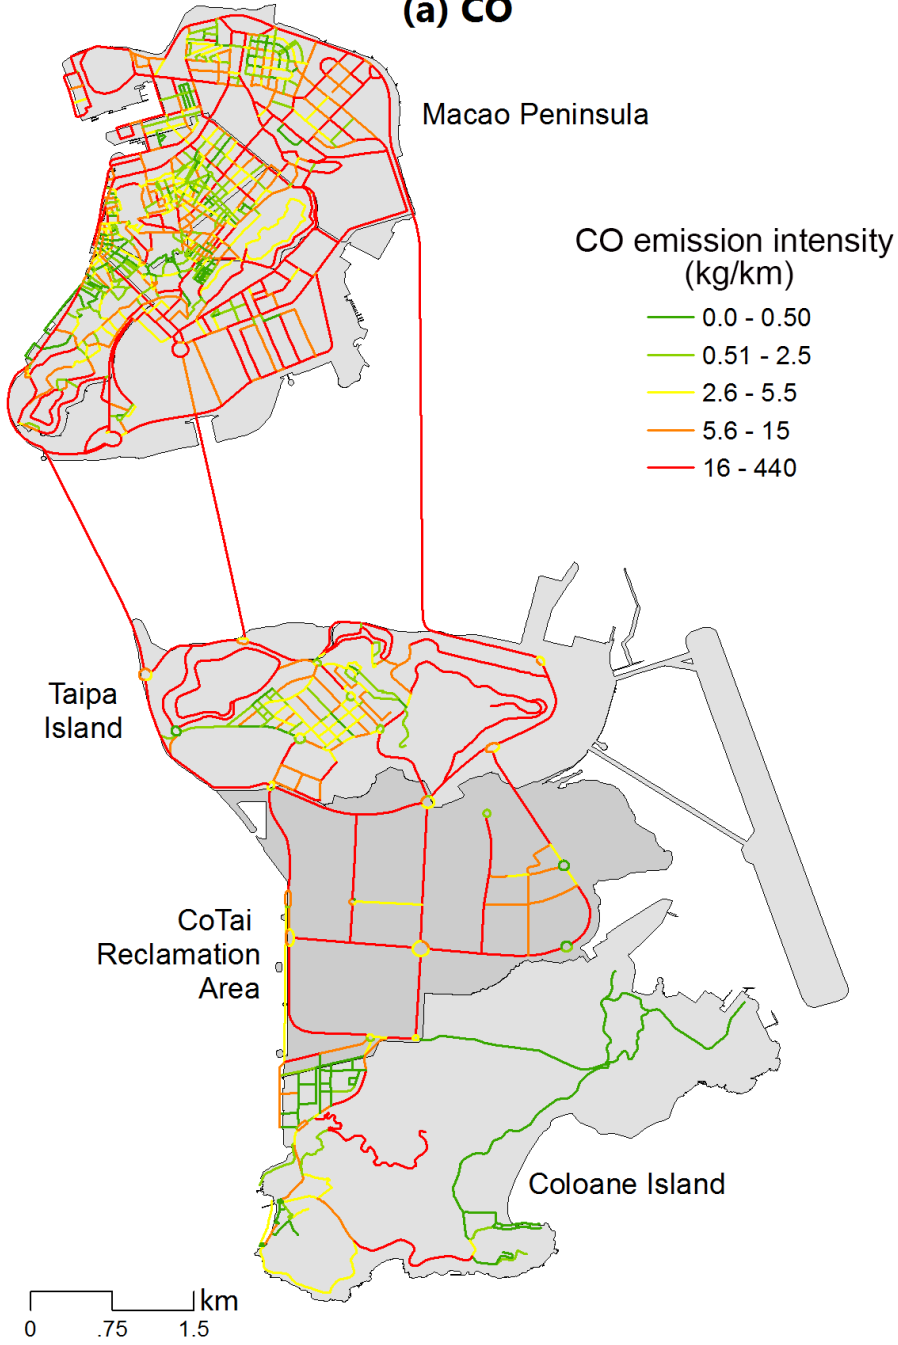 (a) CO
Macao Peninsula
CO emission intensity
(kg/km)
0.0 - 0.50
0.51 - 2.5
2.6 - 5.5
5.6 - 15
16 - 440
Taipa
Island
CoTai
Reclamation
Area
Coloane Island
km
0 .75 1.5